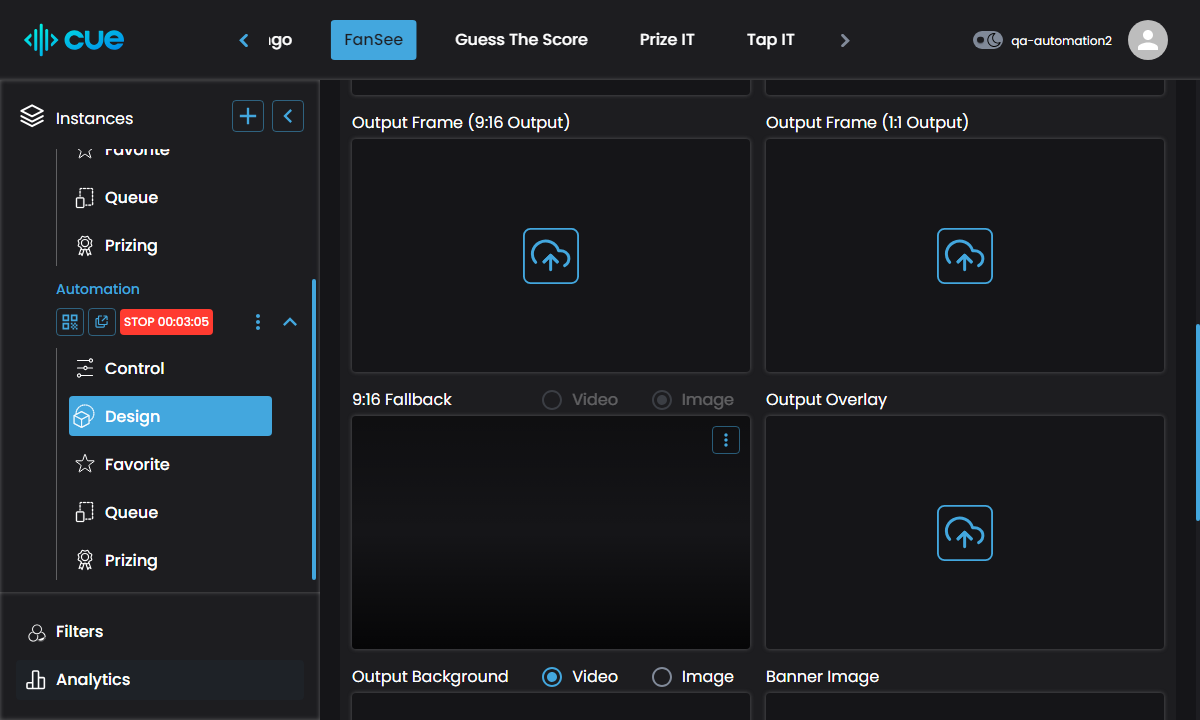 cue
ngo
FanSee
Guess The Score
Prize IT
Tap IT
qa-automation2
Instances
Favorite
Queue
Prizing
Automation
STOP 00:03:05
Control
Design
Favorite
Queue
Prizing
Filters
Analytics
Output Frame (9:16 Output)
Output Frame (1:1 Output)
9:16 Fallback
Video
Image
Output Overlay
Output Background
Video
Image
Banner Image